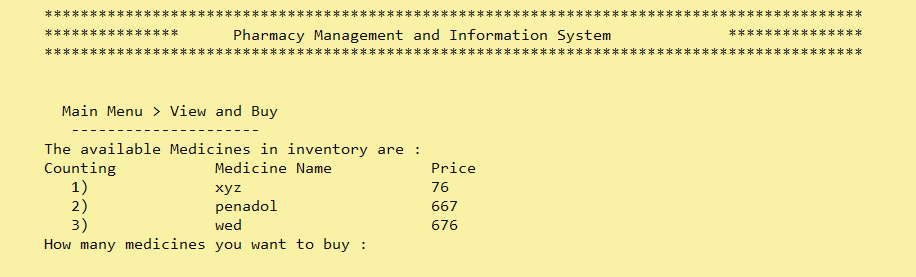 *******************************************************************************************
***************      Pharmacy Management and Information System             ***************
*******************************************************************************************
Main Menu > View and Buy
---------------------
The available Medicines in inventory are :
Counting           Medicine Name           Price
1)              xyz                     76
2)              penadol                 667
3)              wed                     676
How many medicines you want to buy :